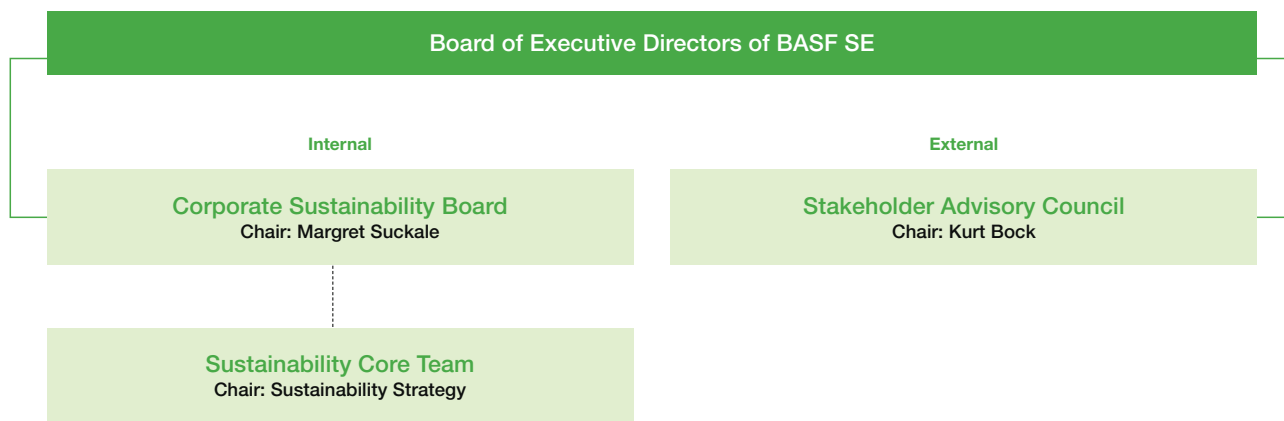 Board of Executive Directors of BASF SE
Internal
External
Corporate Sustainability Board
Chair: Margret Suckale
Stakeholder Advisory Council
Chair: Kurt Bock
Sustainability Core Team
Chair: Sustainability Strategy